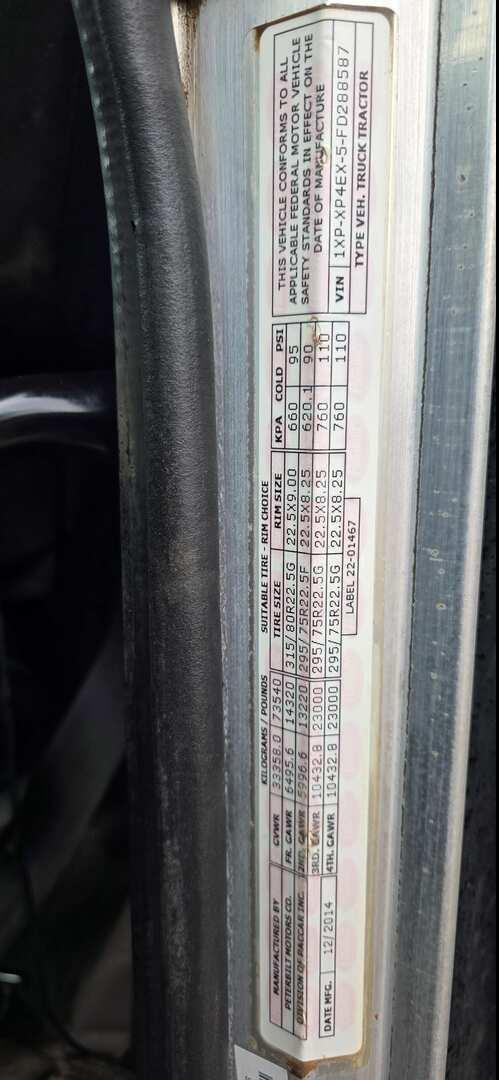 MANUFACTURED BY
PETERBILT MOTORS CO.
DIVISION OF PACCAR INC.
DATE MFG. 12/2014
KILOGRAMS / POUNDS SUITABLE TIRE - RIM CHOICE
TIRE SIZE RIM SIZE KPA COLD PSI
GVWR 33358.0 73540
FR. GAWR 6495.6 14320 315/80R22.5G 22.5X9.00 660 95
2ND. GAWR 5996.6 13220 295/75R22.5F 22.5X8.25 620.1 90
3RD. GAWR 10432.8 23000 295/75R22.5G 22.5X8.25 760 110
4TH. GAWR 10432.8 23000 295/75R22.5G 22.5X8.25 760 110
LABEL 22-01467
THIS VEHICLE CONFORMS TO ALL
APPLICABLE FEDERAL MOTOR VEHICLE
SAFETY STANDARDS IN EFFECT ON THE
DATE OF MANUFACTURE
VIN 1XP-XP4EX-5-FD288587
TYPE VEH. TRUCK TRACTOR